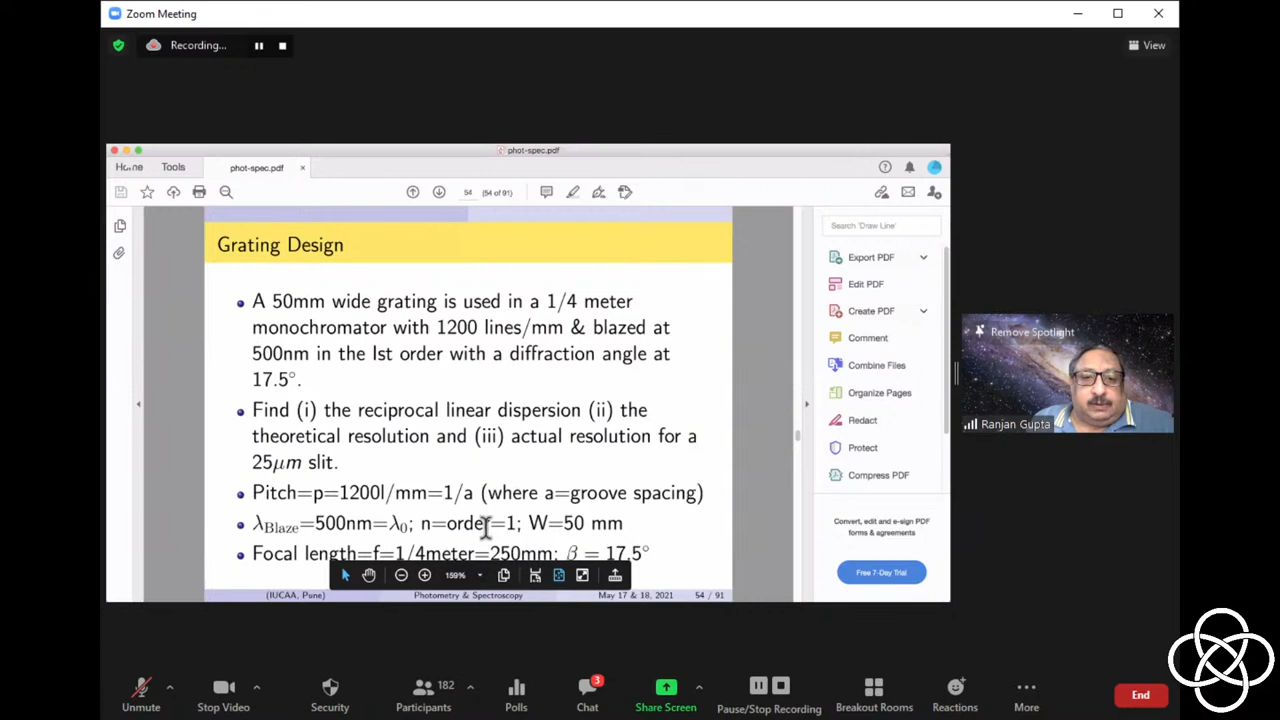 Zoom Meeting
Recording...
View
phot-spec.pdf
Home Tools phot-spec.pdf ×
54 (54 of 91)
Grating Design
A 50mm wide grating is used in a 1/4 meter
monochromator with 1200 lines/mm & blazed at
500nm in the Ist order with a diffraction angle at
17.5°.
Find (i) the reciprocal linear dispersion (ii) the
theoretical resolution and (iii) actual resolution for a
25μm slit.
Pitch=p=1200l/mm=1/a (where a=groove spacing)
λBlaze=500nm=λ0; n=order=1; W=50 mm
Focal length=f=1/4meter=250mm; β = 17.5°
159%
(IUCAA, Pune) Photometry & Spectroscopy May 17 & 18, 2021 54 / 91
Search 'Draw Line'
Export PDF
Edit PDF
Create PDF
Comment
Combine Files
Organize Pages
Redact
Protect
Compress PDF
Convert, edit and e-sign PDF
forms & agreements
Free 7-Day Trial
Remove Spotlight
Ranjan Gupta
182
3
Unmute Stop Video Security Participants Polls Chat Share Screen Pause/Stop Recording Breakout Rooms Reactions More
End